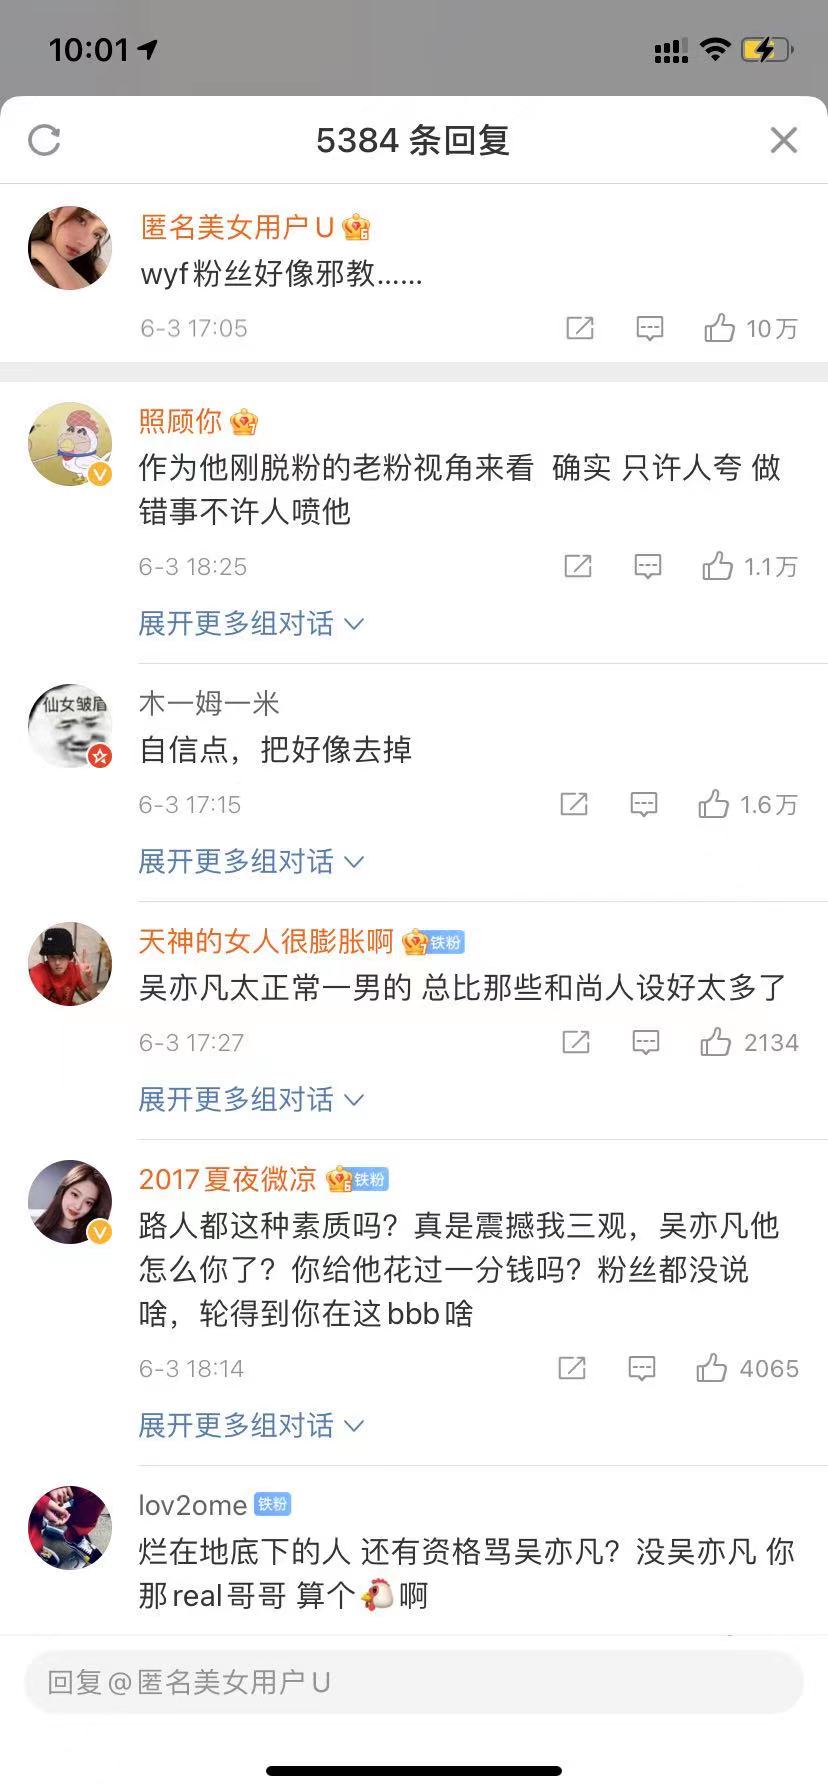 10:01
5384 条回复
匿名美女用户U
wyf粉丝好像邪教......
6-3 17:05
10万
照顾你
作为他刚脱粉的老粉视角来看 确实 只许人夸 做
错事不许人喷他
6-3 18:25
1.1万
展开更多组对话
仙女皱眉
木一姆一米
自信点，把好像去掉
6-3 17:15
1.6万
展开更多组对话
天神的女人很膨胀啊 铁粉
吴亦凡太正常一男的 总比那些和尚人设好太多了
6-3 17:27
2134
展开更多组对话
2017夏夜微凉 铁粉
路人都这种素质吗？真是震撼我三观，吴亦凡他
怎么你了？你给他花过一分钱吗？粉丝都没说
啥，轮得到你在这bbb啥
6-3 18:14
4065
展开更多组对话
lov2ome 铁粉
烂在地底下的人 还有资格骂吴亦凡？没吴亦凡 你
那real哥哥 算个🐔啊
回复@匿名美女用户U